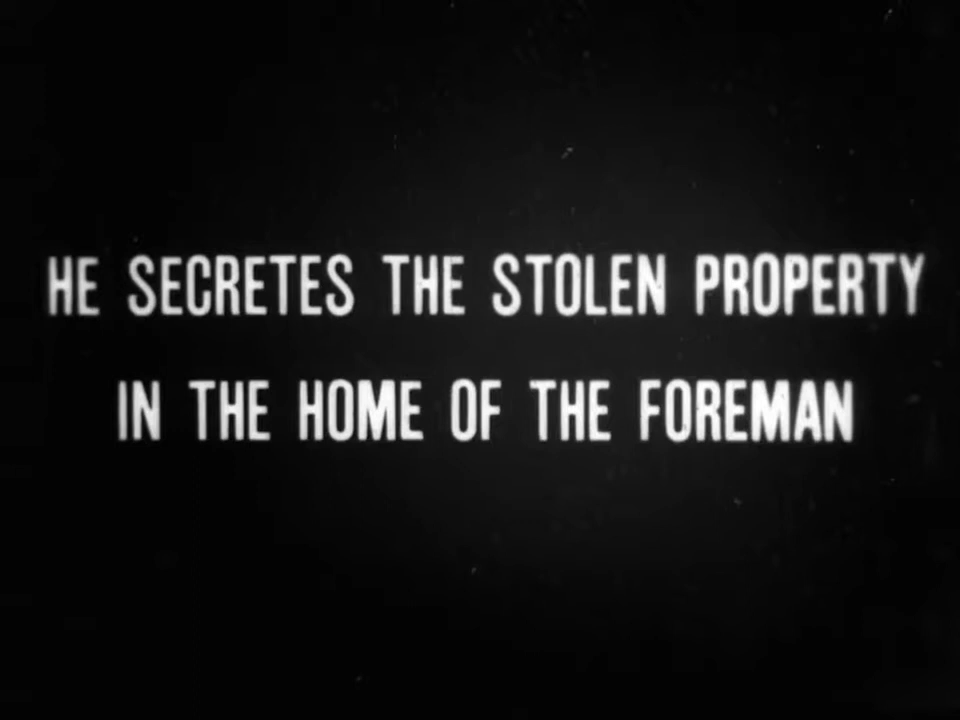 HE SECRETES THE STOLEN PROPERTY
IN THE HOME OF THE FOREMAN